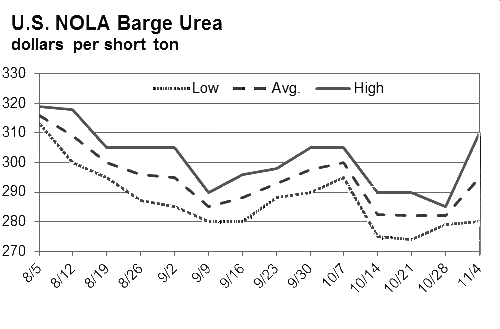 U.S. NOLA Barge Urea
dollars per short ton
330
320
310
300
290
280
270
Low Avg. High
8/5 8/12 8/19 8/26 9/2 9/9 9/16 9/23 9/30 10/7 10/14 10/21 10/28 11/4